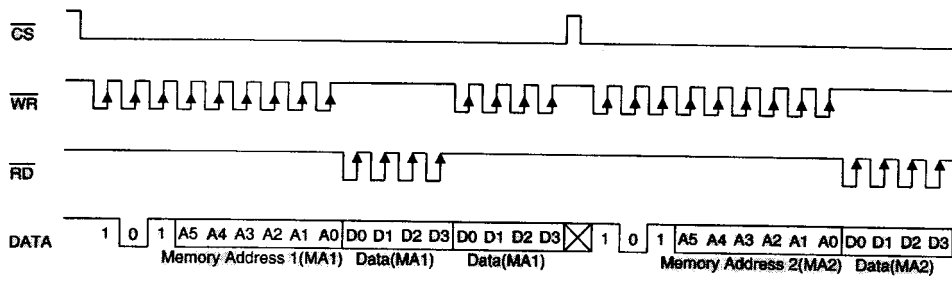 CS
WR
RD
DATA 1 0 1 A5 A4 A3 A2 A1 A0 D0 D1 D2 D3 D0 D1 D2 D3 1 0 1 A5 A4 A3 A2 A1 A0 D0 D1 D2 D3
Memory Address 1(MA1) Data(MA1) Data(MA1) Memory Address 2(MA2) Data(MA2)